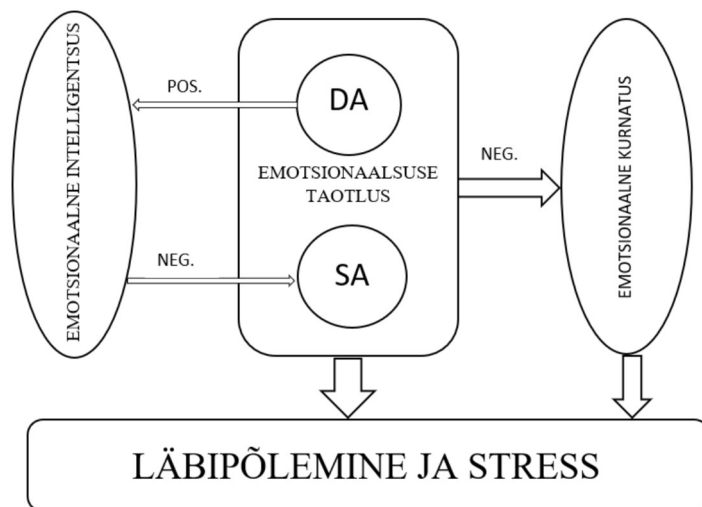 EMOTSIONAALNE INTELLIGENTSUS
POS.
NEG.
DA
EMOTSIONAALSUSE
TAOTLUS
SA
NEG.
EMOTSIONAALNE KURNATUS
LÄBIPÕLEMINE JA STRESS